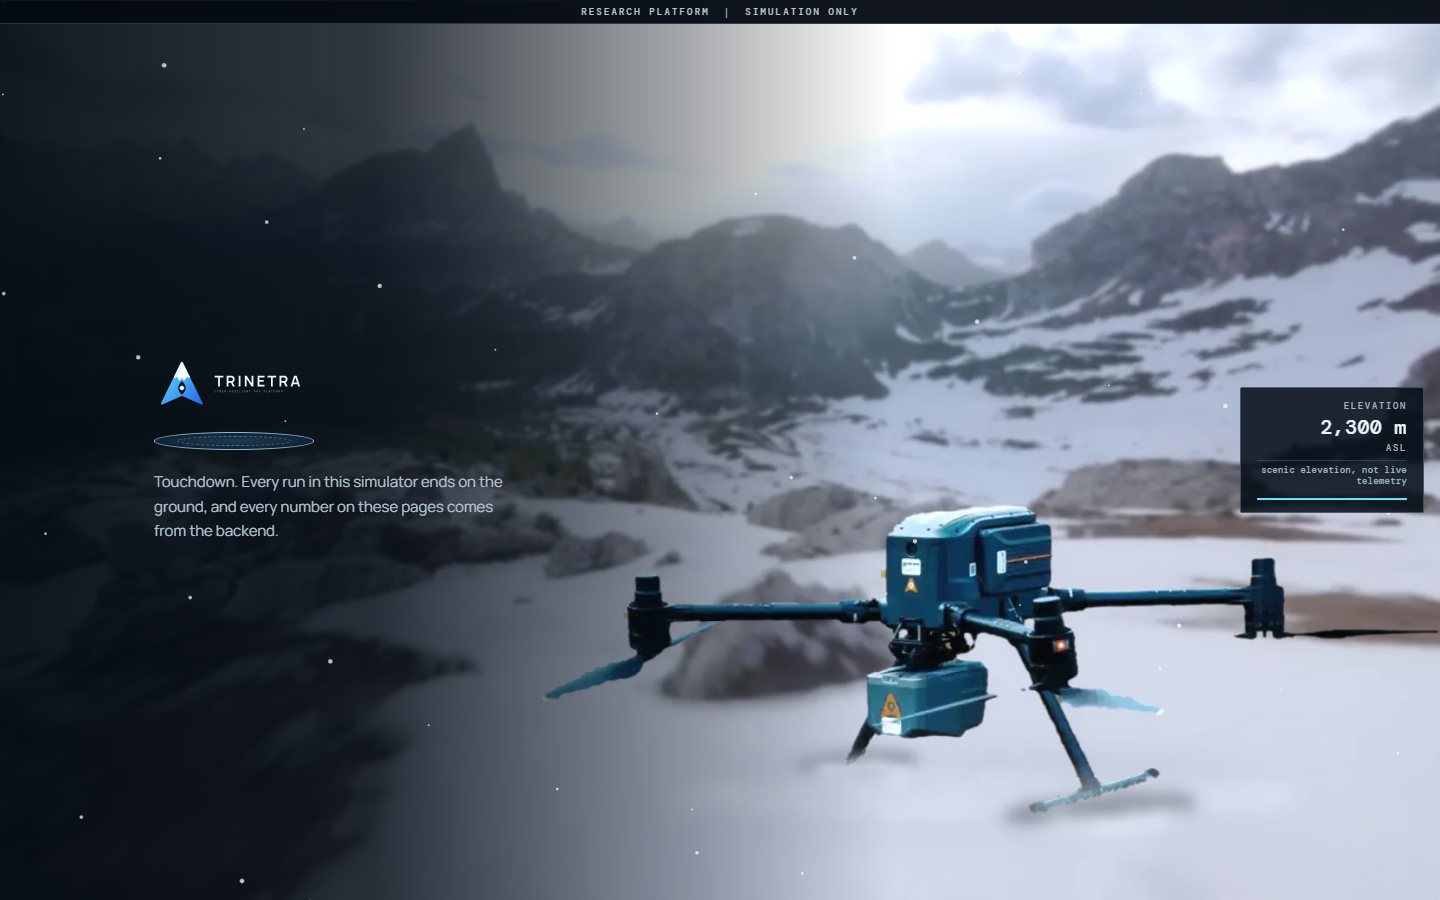 RESEARCH PLATFORM | SIMULATION ONLY
TRINETRA
Touchdown. Every run in this simulator ends on the
ground, and every number on these pages comes
from the backend.
ELEVATION
2,300 m
ASL
scenic elevation, not live
telemetry